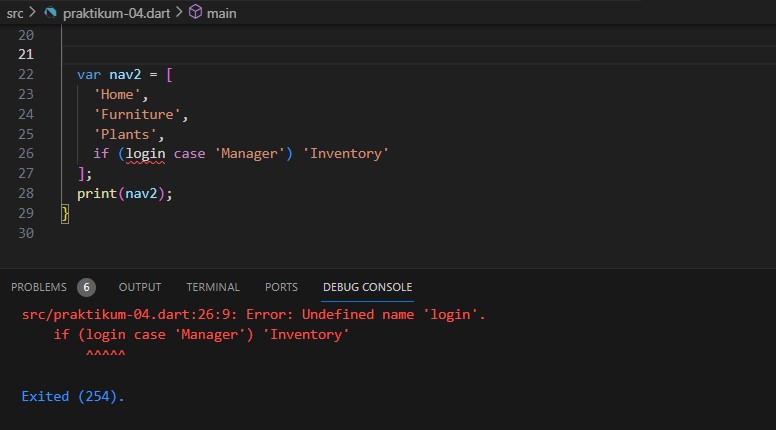 src > praktikum-04.dart > main
20
21
22 var nav2 = [
23 'Home',
24 'Furniture',
25 'Plants',
26 if (login case 'Manager') 'Inventory'
27 ];
28 print(nav2);
29 }
30
PROBLEMS 6 OUTPUT TERMINAL PORTS DEBUG CONSOLE
src/praktikum-04.dart:26:9: Error: Undefined name 'login'.
if (login case 'Manager') 'Inventory'
^^^^^
Exited (254).